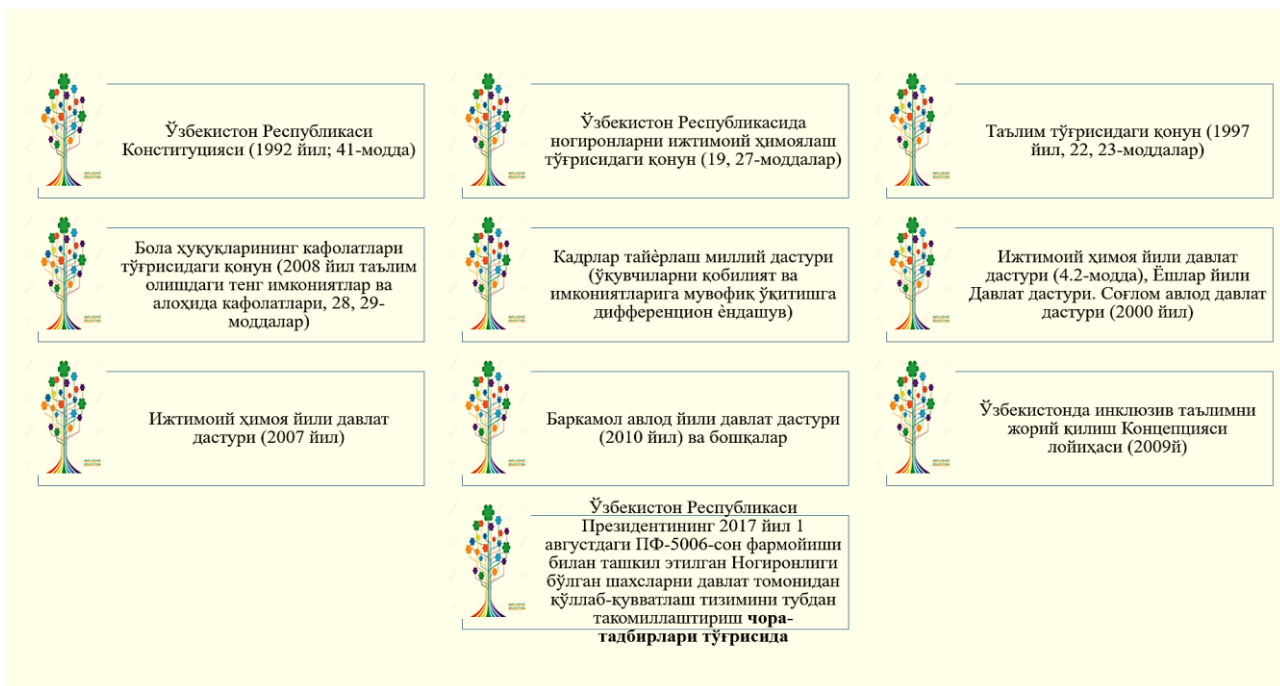 Ўзбекистон Республикаси
Конституцияси (1992 йил; 41-модда)
Ўзбекистон Республикасида
ногиронларни ижтимоий ҳимоялаш
тўғрисидаги қонун (19, 27-моддалар)
Таълим тўғрисидаги қонун (1997
йил, 22, 23-моддалар)
Бола ҳуқуқларининг кафолатлари
тўғрисидаги қонун (2008 йил таълим
олишдаги тенг имкониятлар ва
алоҳида кафолатлари, 28, 29-
моддалар)
Кадрлар тайѐрлаш миллий дастури
(ўқувчиларни қобилият ва
имкониятларига мувофиқ ўқитишга
дифференцион ѐндашув)
Ижтимоий ҳимоя йили давлат
дастури (4.2-модда), Ёшлар йили
Давлат дастури. Соғлом авлод давлат
дастури (2000 йил)
Ижтимоий ҳимоя йили давлат
дастури (2007 йил)
Баркамол авлод йили давлат дастури
(2010 йил) ва бошқалар
Ўзбекистонда инклюзив таълимни
жорий қилиш Концепцияси
лойиҳаси (2009й)
Ўзбекистон Республикаси
Президентининг 2017 йил 1
августдаги ПФ-5006-сон фармойиши
билан ташкил этилган Ногиронлиги
бўлган шахсларни давлат томонидан
қўллаб-қувватлаш тизимини тубдан
такомиллаштириш чора-
тадбирлари тўғрисида